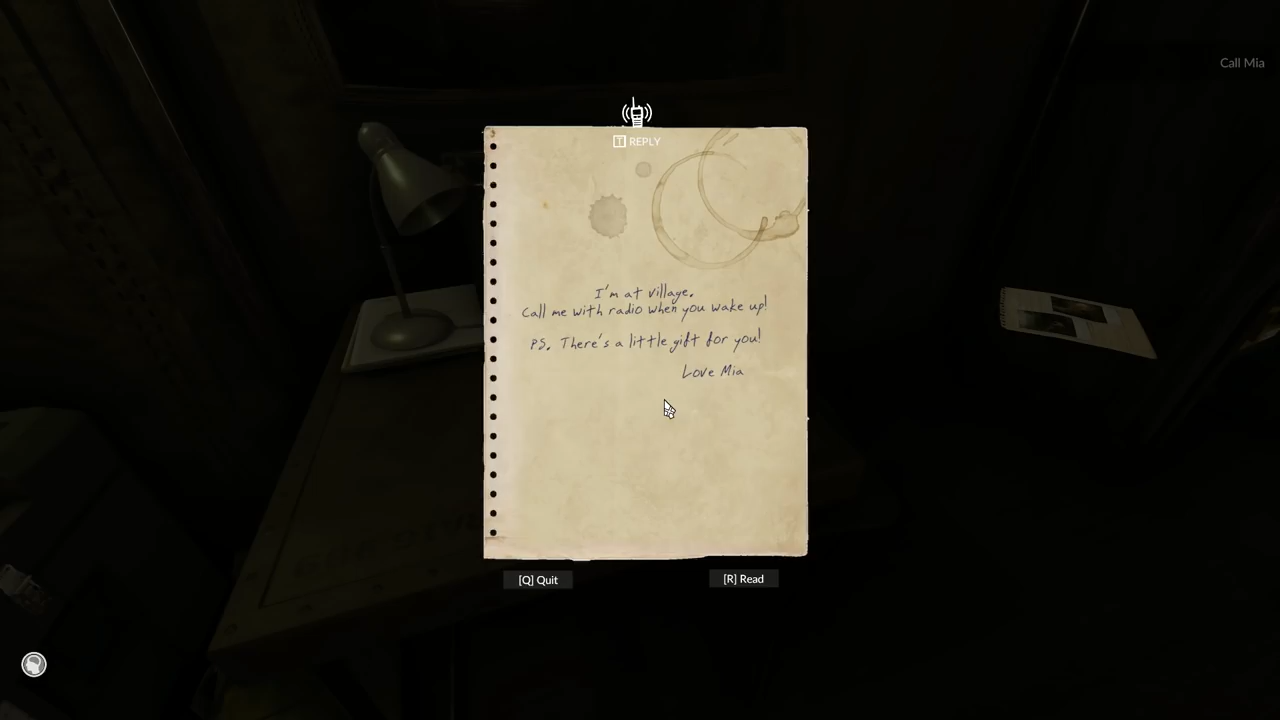 Call Mia
T REPLY
I'm at village.
Call me with radio when you wake up!
PS. There's a little gift for you!
Love Mia
[Q] Quit
[R] Read